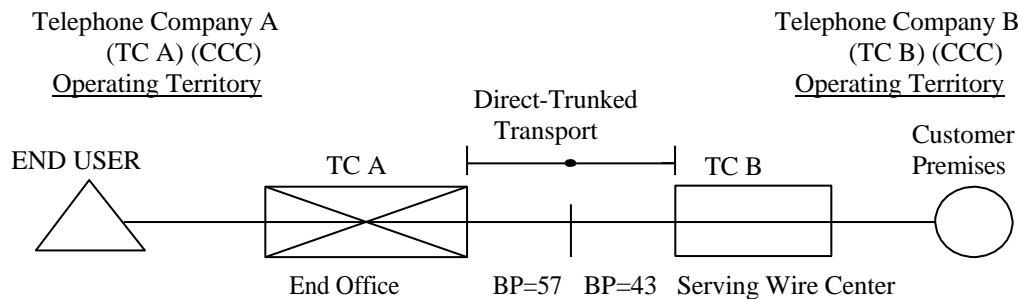 Telephone Company A
(TC A) (CCC)
Operating Territory
Telephone Company B
(TC B) (CCC)
Operating Territory
Direct-Trunked
Transport
Customer
Premises
END USER
TC A
TC B
End Office
BP=57
BP=43
Serving Wire Center